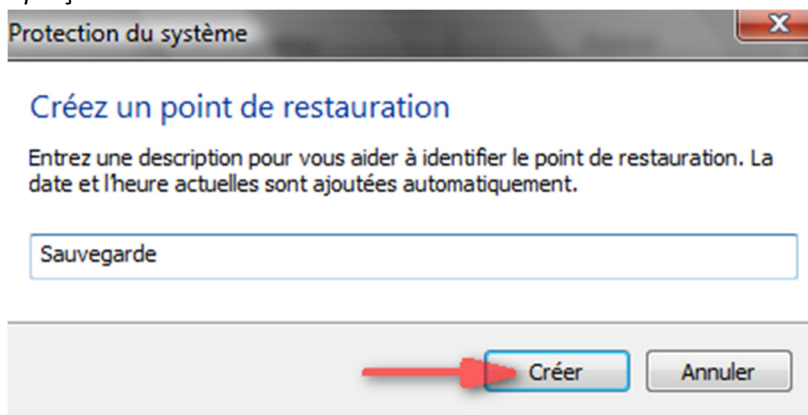 Protection du système
Créez un point de restauration
Entrez une description pour vous aider à identifier le point de restauration. La
date et l'heure actuelles sont ajoutées automatiquement.
Sauvegarde
Créer Annuler